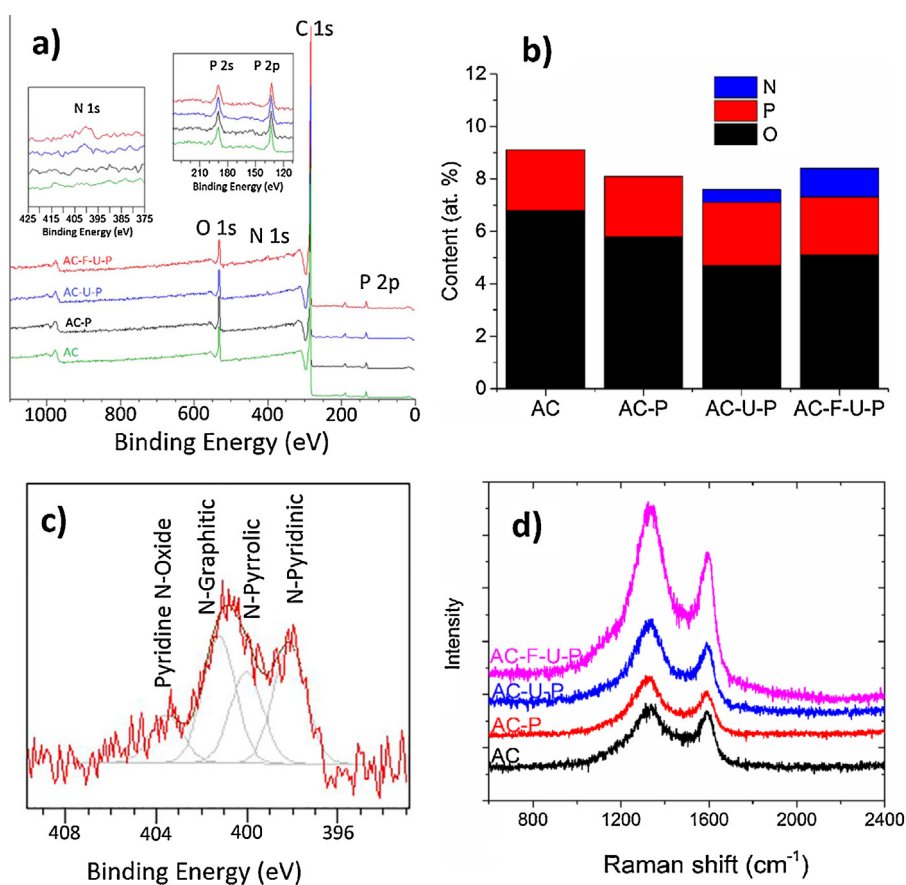 a)
C 1s
N 1s
425 415 405 395 385 375
Binding Energy (eV)
P 2s P 2p
210 180 150 120
Binding Energy (eV)
O 1s
N 1s
P 2p
AC-F-U-P
AC-U-P
AC-P
AC
1000 800 600 400 200 0
Binding Energy (eV)
b)
12
10
8
6
4
2
0
Content (at. %)
N
P
O
AC AC-P AC-U-P AC-F-U-P
c)
Pyridine N-Oxide
N-Graphitic
N-Pyrrolic
N-Pyridinic
408 404 400 396
Binding Energy (eV)
d)
Intensity
AC-F-U-P
AC-U-P
AC-P
AC
800 1200 1600 2000 2400
Raman shift (cm⁻¹)